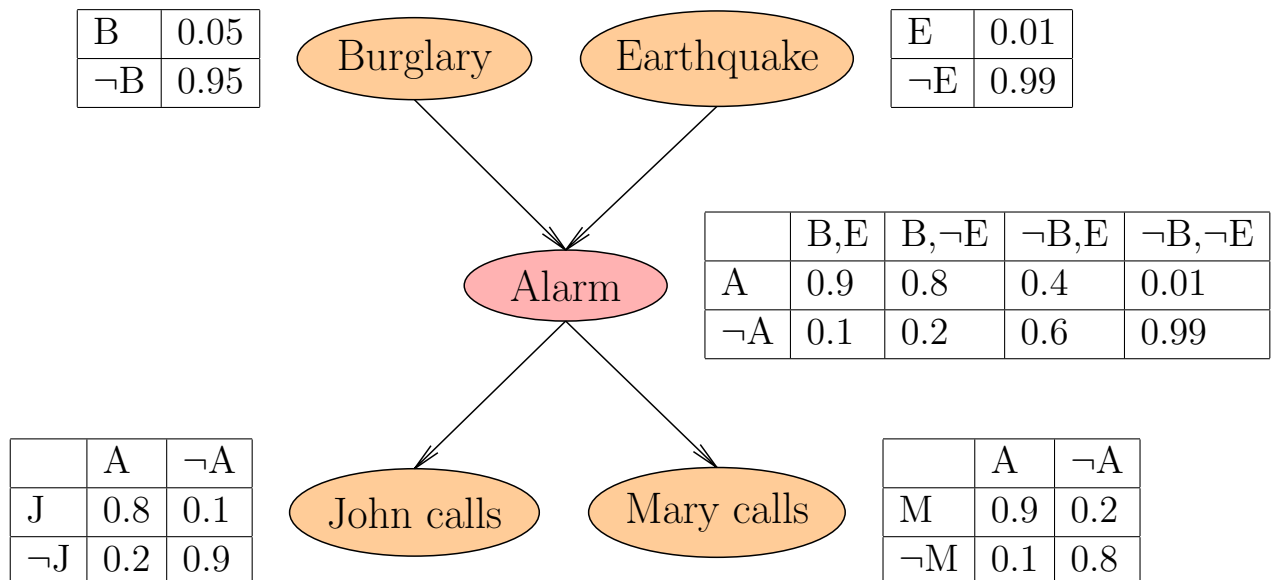 B 0.05
¬B 0.95
Burglary
Earthquake
E 0.01
¬E 0.99
Alarm
B,E B,¬E ¬B,E ¬B,¬E
A 0.9 0.8 0.4 0.01
¬A 0.1 0.2 0.6 0.99
A ¬A
J 0.8 0.1
¬J 0.2 0.9
John calls
Mary calls
A ¬A
M 0.9 0.2
¬M 0.1 0.8